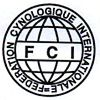 FEDERATION CYNOLOGIQUE INTERNATIONALE
FCI